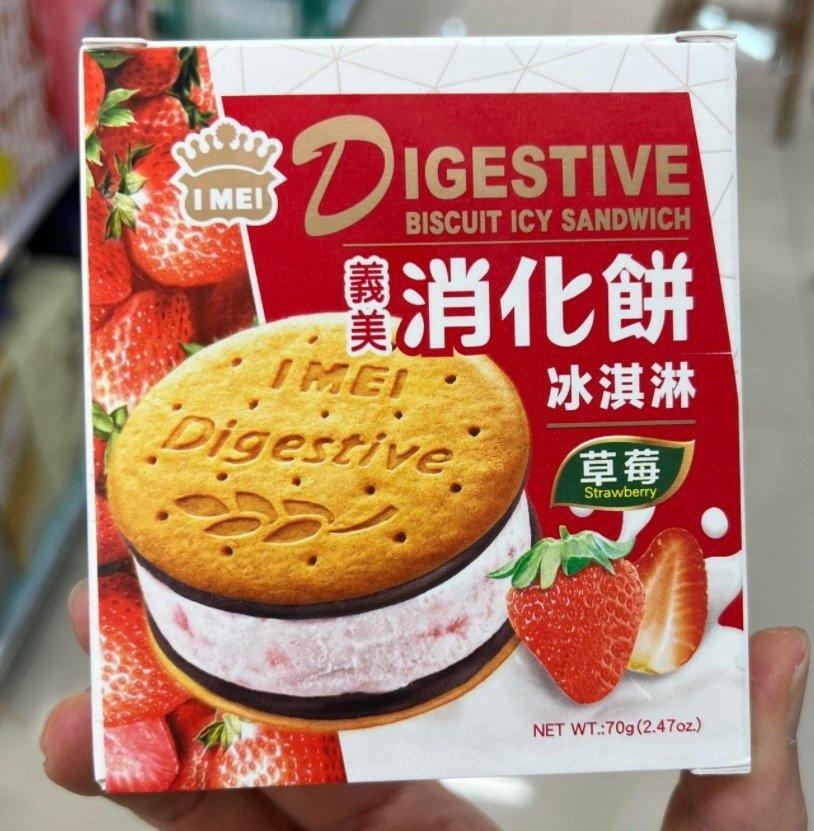 I MEI
DIGESTIVE
BISCUIT ICY SANDWICH
義美
消化餅
冰淇淋
草莓
Strawberry
I MEI
Digestive
NET WT.:70g(2.47oz.)